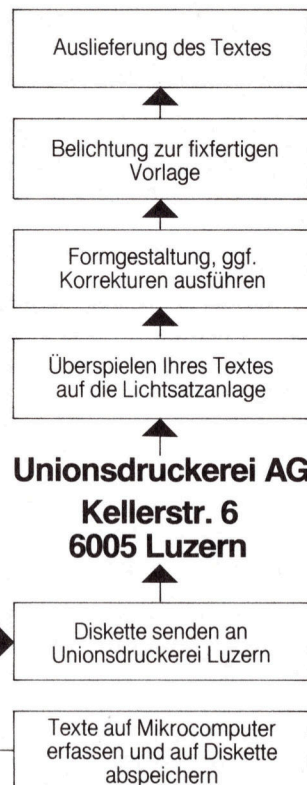 Auslieferung des Textes
Belichtung zur fixfertigen
Vorlage
Formgestaltung, ggf.
Korrekturen ausführen
Überspielen Ihres Textes
auf die Lichtsatzanlage
Unionsdruckerei AG
Kellerstr. 6
6005 Luzern
Diskette senden an
Unionsdruckerei Luzern
Texte auf Mikrocomputer
erfassen und auf Diskette
abspeichern